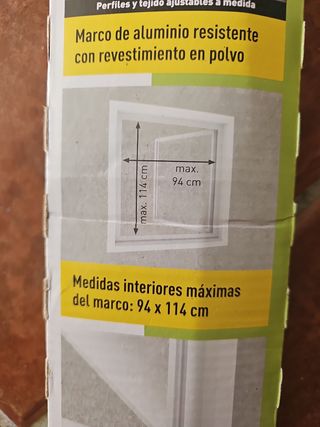 Perfiles y tejido ajustables a medida
Marco de aluminio resistente
con revestimiento en polvo
max. 114 cm
max.
94 cm
Medidas interiores máximas
del marco: 94 x 114 cm